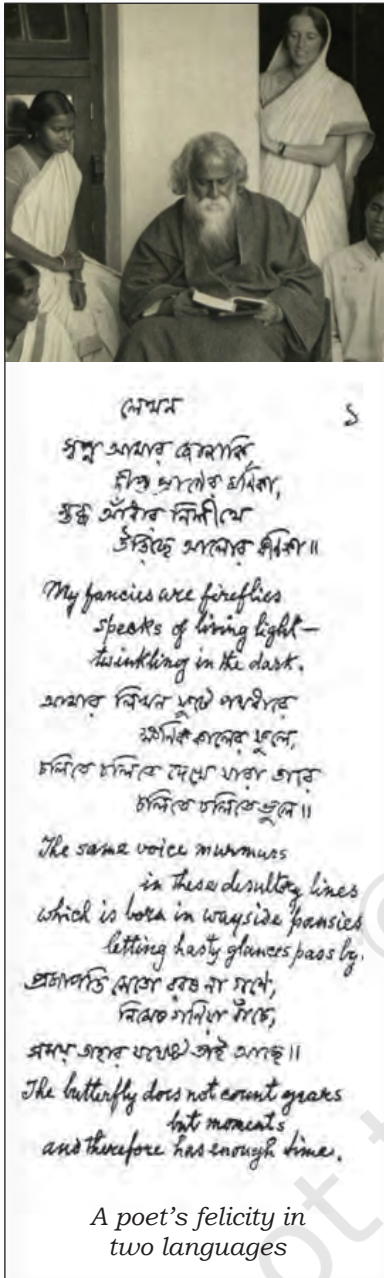 লেখন ১
স্বপ্ন আমার জোনাকি,
দীপ্ত প্রাণের মণিকা,
স্তব্ধ আঁধার নিশীথে
উড়িছে আলোর কণিকা॥
My fancies are fireflies
specks of living light—
twinkling in the dark.
আমার লিখন ফুটে পথধারে
ক্ষণিক কালের ফুলে,
চলিতে চলিতে দেখে যারা তারে
চলিতে চলিতে ভুলে॥
The same voice murmurs
in these desultory lines
which is born in wayside pansies
letting hasty glances pass by.
প্রজাপতি সেতো বরষ না গণে,
নিমেষ গণিয়া বাঁচে,
সময় তাহার যথেষ্ট তাই আছে॥
The butterfly does not count years
but moments
and therefore has enough time.
A poet's felicity in
two languages